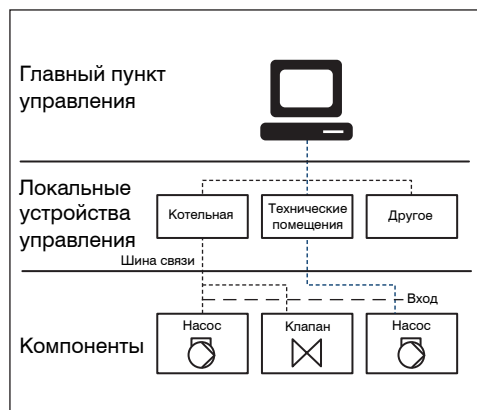 Главный пункт
управления
Локальные
устройства
управления
Котельная
Технические
помещения
Другое
Шина связи
Вход
Компоненты
Насос
Клапан
Насос